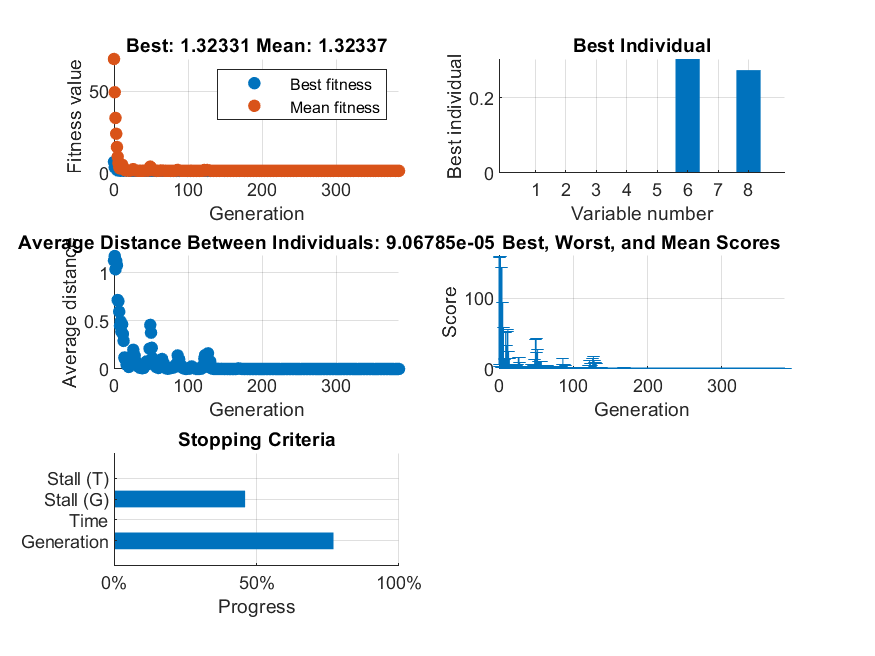 Best: 1.32331 Mean: 1.32337
Fitness value
50
0
Best fitness
Mean fitness
0 100 200 300
Generation
Best Individual
Best individual
0.2
0
1 2 3 4 5 6 7 8
Variable number
Average Distance Between Individuals: 9.06785e-05
Average distance
1
0.5
0
0 100 200 300
Generation
Best, Worst, and Mean Scores
Score
100
0
0 100 200 300
Generation
Stopping Criteria
Stall (T)
Stall (G)
Time
Generation
0% 50% 100%
Progress